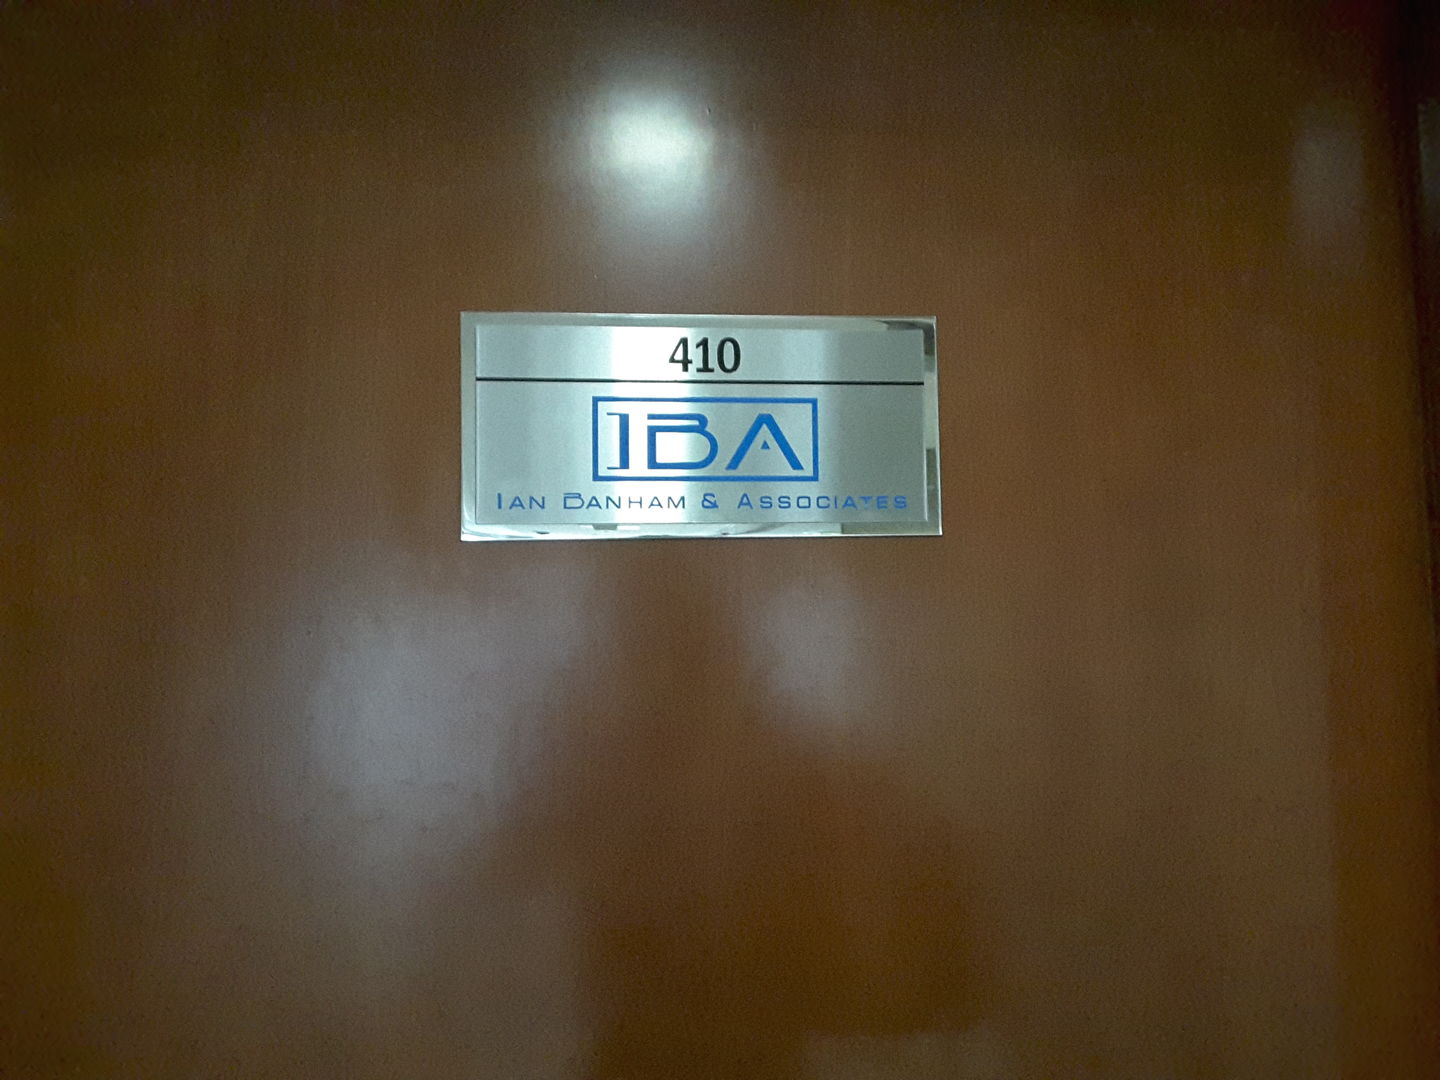 410
IBA
IAN BANHAM & ASSOCIATES